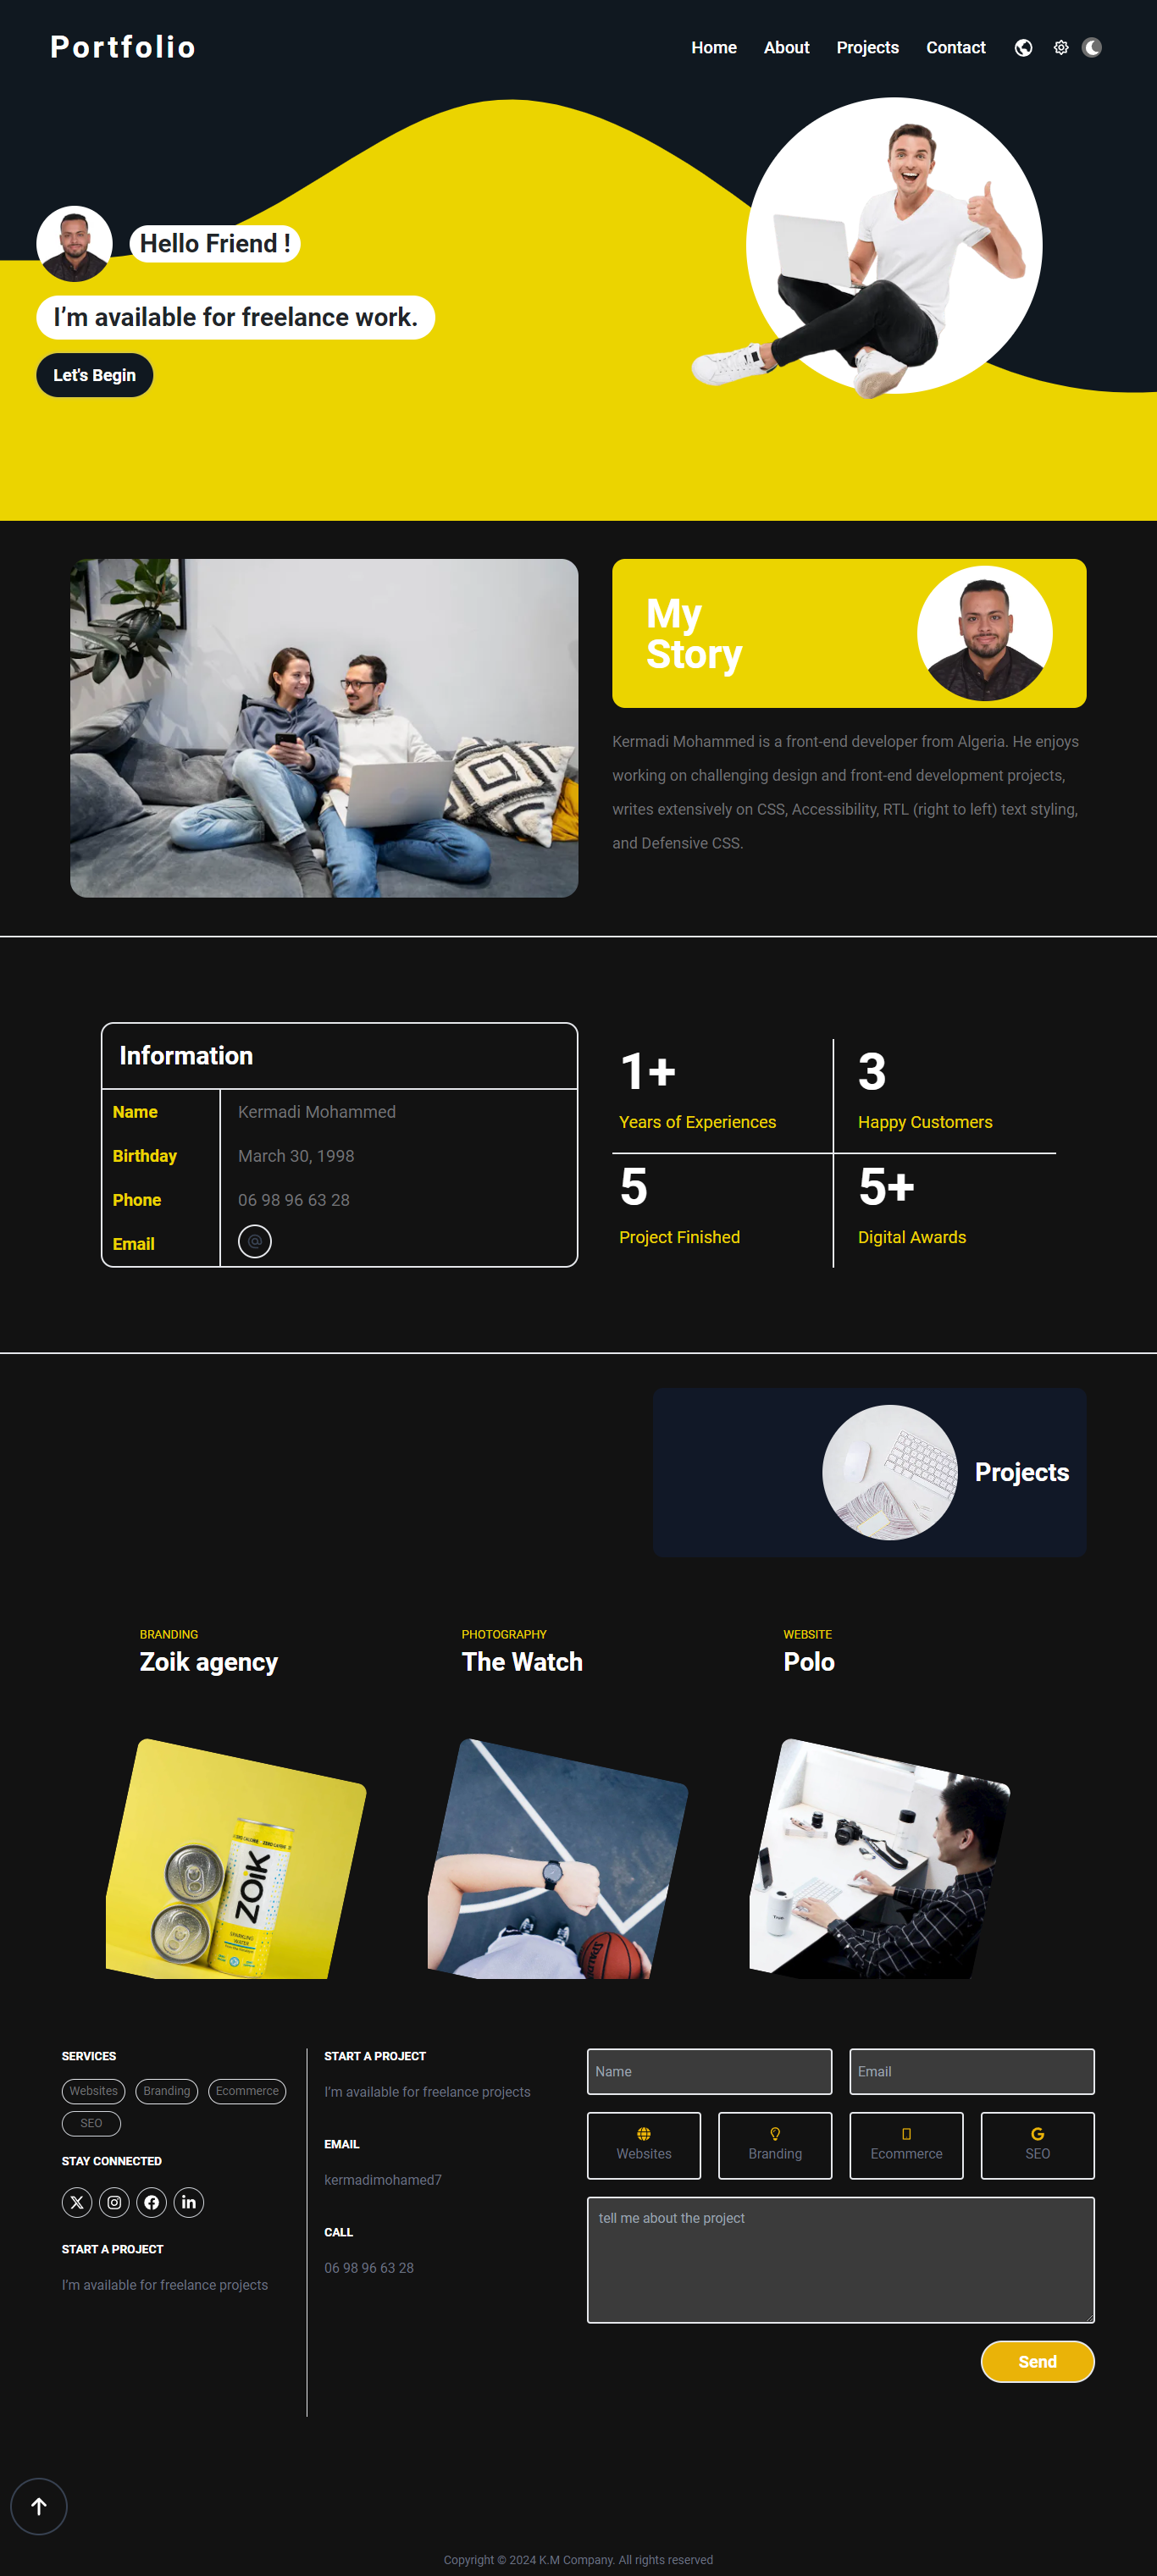 Portfolio
Home About Projects Contact
Hello Friend !
I’m available for freelance work.
Let's Begin
My
Story
Kermadi Mohammed is a front-end developer from Algeria. He enjoys
working on challenging design and front-end development projects,
writes extensively on CSS, Accessibility, RTL (right to left) text styling,
and Defensive CSS.
Information
Name Kermadi Mohammed
Birthday March 30, 1998
Phone 06 98 96 63 28
Email @
1+
Years of Experiences
3
Happy Customers
5
Project Finished
5+
Digital Awards
Projects
BRANDING
Zoik agency
PHOTOGRAPHY
The Watch
WEBSITE
Polo
ZOiK
SPARKLING
WATER
SPALDING
SERVICES
Websites Branding Ecommerce
SEO
STAY CONNECTED
START A PROJECT
I’m available for freelance projects
START A PROJECT
I’m available for freelance projects
EMAIL
kermadimohamed7
CALL
06 98 96 63 28
Name
Email
Websites
Branding
Ecommerce
SEO
tell me about the project
Send
Copyright © 2024 K.M Company. All rights reserved